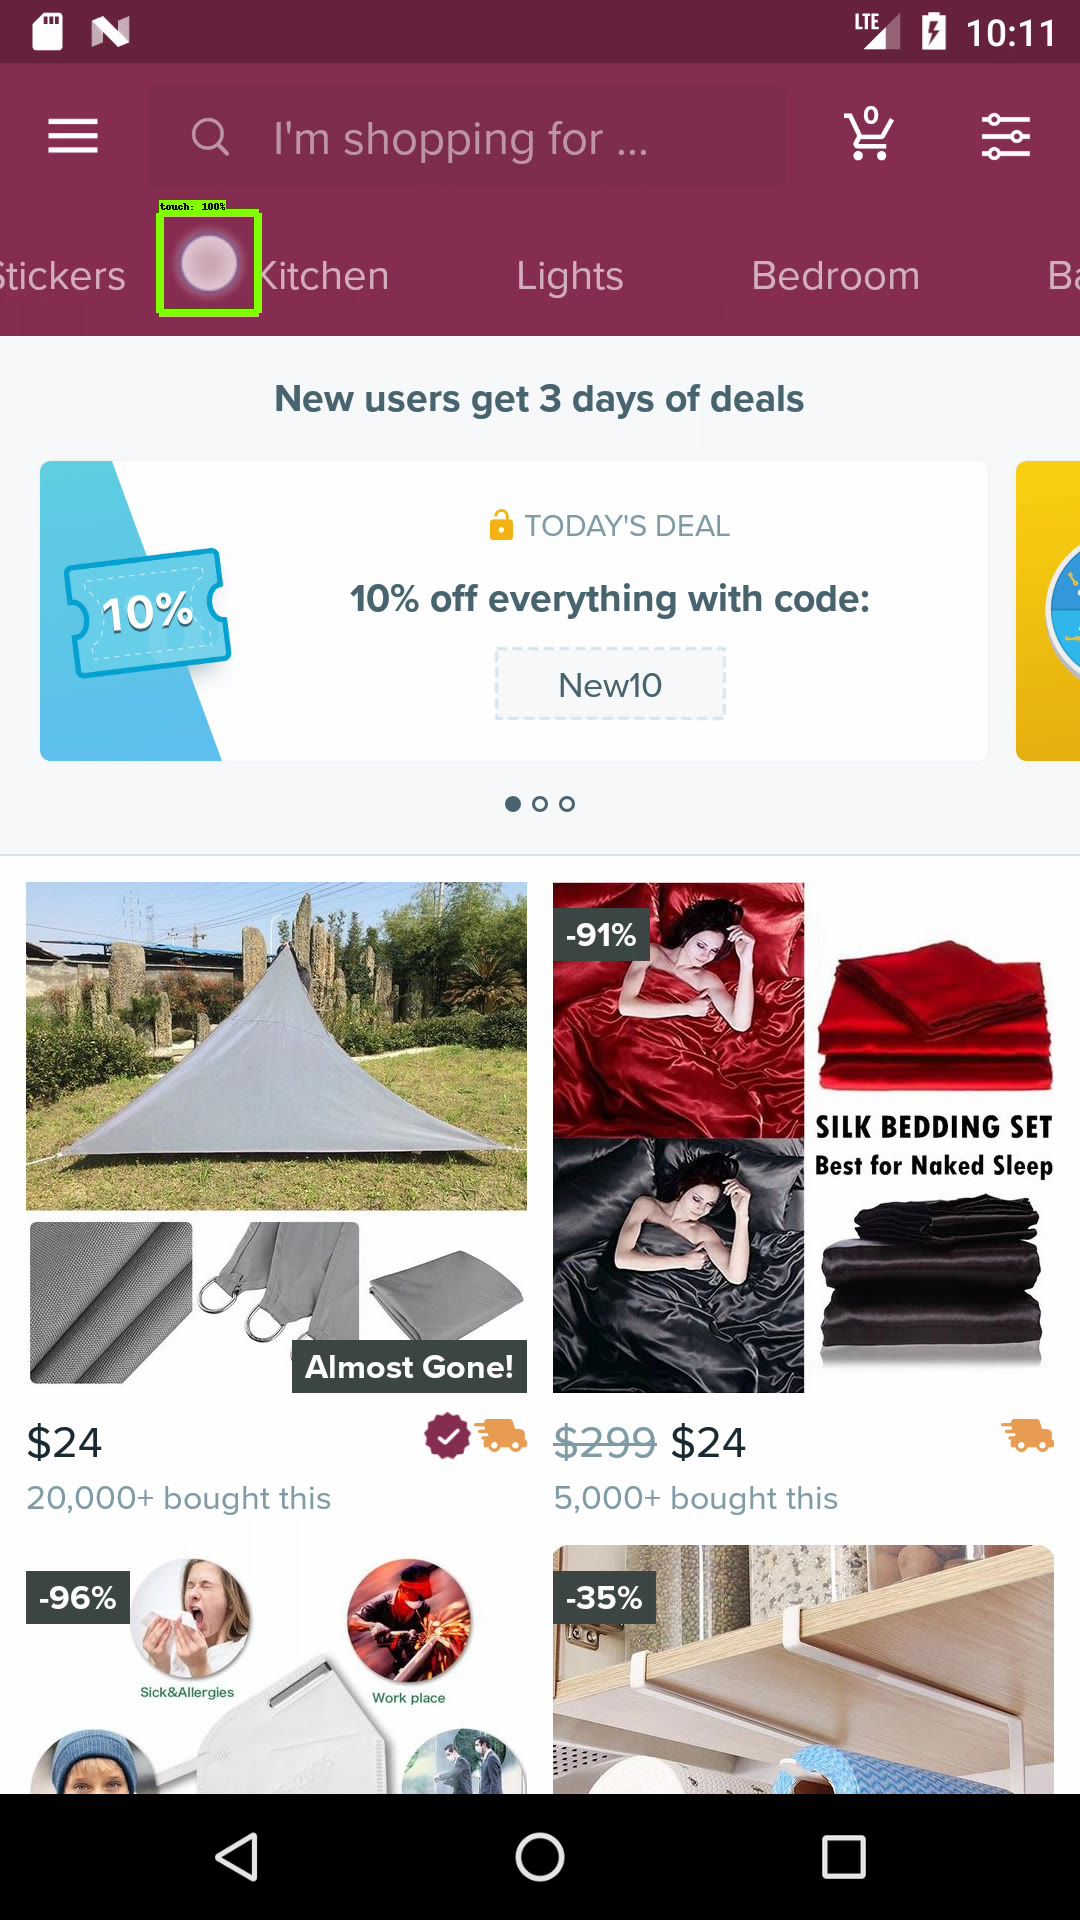 LTE 10:11
I'm shopping for ...
0
touch: 100%
Stickers Kitchen Lights Bedroom Ba
New users get 3 days of deals
TODAY'S DEAL
10% off everything with code:
10%
New10
-91%
SILK BEDDING SET
Best for Naked Sleep
Almost Gone!
$24 $299 $24
20,000+ bought this 5,000+ bought this
-96% -35%
Sick&Allergies Work place